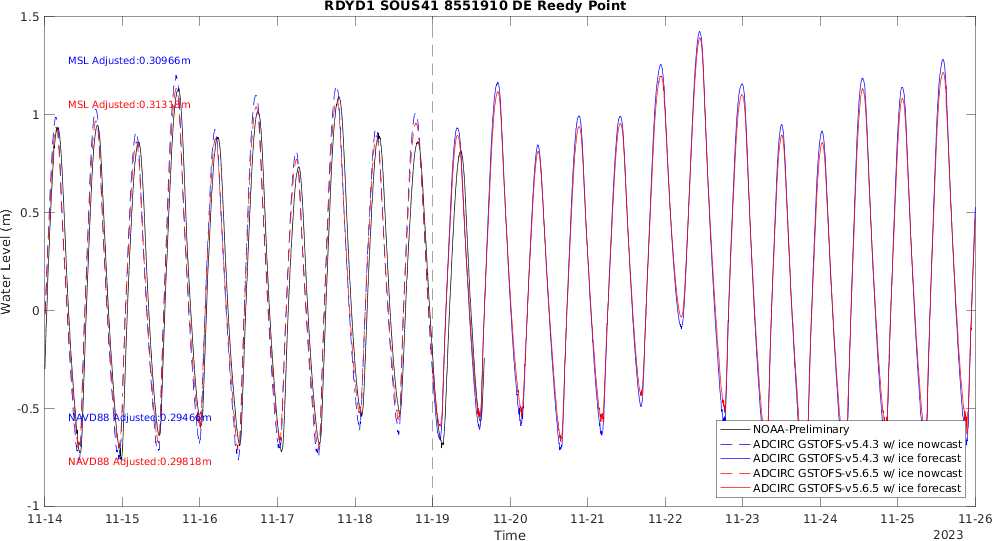 RDYD1 SOUS41 8551910 DE Reedy Point
Water Level (m)
1.5
1
0.5
0
-0.5
-1
MSL Adjusted:0.30966m
MSL Adjusted:0.31313m
NAVD88 Adjusted:0.29466m
NAVD88 Adjusted:0.29818m
NOAA-Preliminary
ADCIRC GSTOFS-v5.4.3 w/ ice nowcast
ADCIRC GSTOFS-v5.4.3 w/ ice forecast
ADCIRC GSTOFS-v5.6.5 w/ ice nowcast
ADCIRC GSTOFS-v5.6.5 w/ ice forecast
11-14 11-15 11-16 11-17 11-18 11-19 11-20 11-21 11-22 11-23 11-24 11-25 11-26
Time
2023